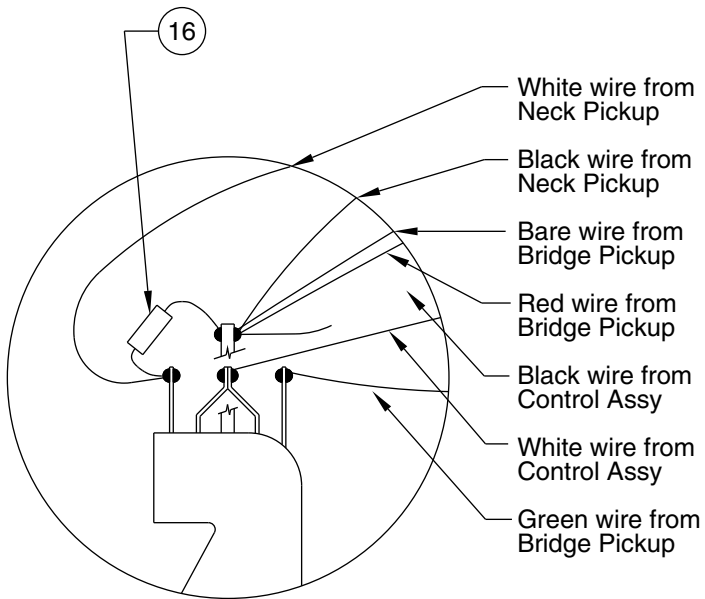 16
White wire from
Neck Pickup
Black wire from
Neck Pickup
Bare wire from
Bridge Pickup
Red wire from
Bridge Pickup
Black wire from
Control Assy
White wire from
Control Assy
Green wire from
Bridge Pickup